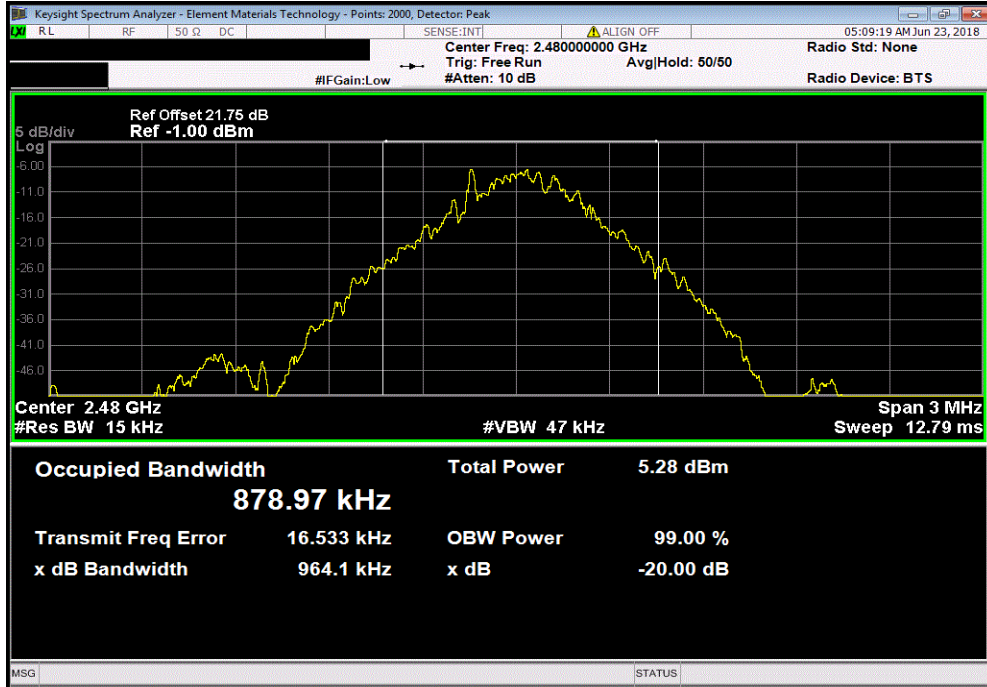 Keysight Spectrum Analyzer - Element Materials Technology - Points: 2000, Detector: Peak
LXI RL RF 50 Ω DC SENSE:INT ALIGN OFF 05:09:19 AM Jun 23, 2018
Center Freq: 2.480000000 GHz Radio Std: None
Trig: Free Run Avg|Hold: 50/50
#IFGain:Low #Atten: 10 dB Radio Device: BTS
Ref Offset 21.75 dB
5 dB/div Ref -1.00 dBm
Log
-6.00
-11.0
-16.0
-21.0
-26.0
-31.0
-36.0
-41.0
-46.0
Center 2.48 GHz Span 3 MHz
#Res BW 15 kHz #VBW 47 kHz Sweep 12.79 ms
Occupied Bandwidth Total Power 5.28 dBm
878.97 kHz
Transmit Freq Error 16.533 kHz OBW Power 99.00 %
x dB Bandwidth 964.1 kHz x dB -20.00 dB
MSG STATUS